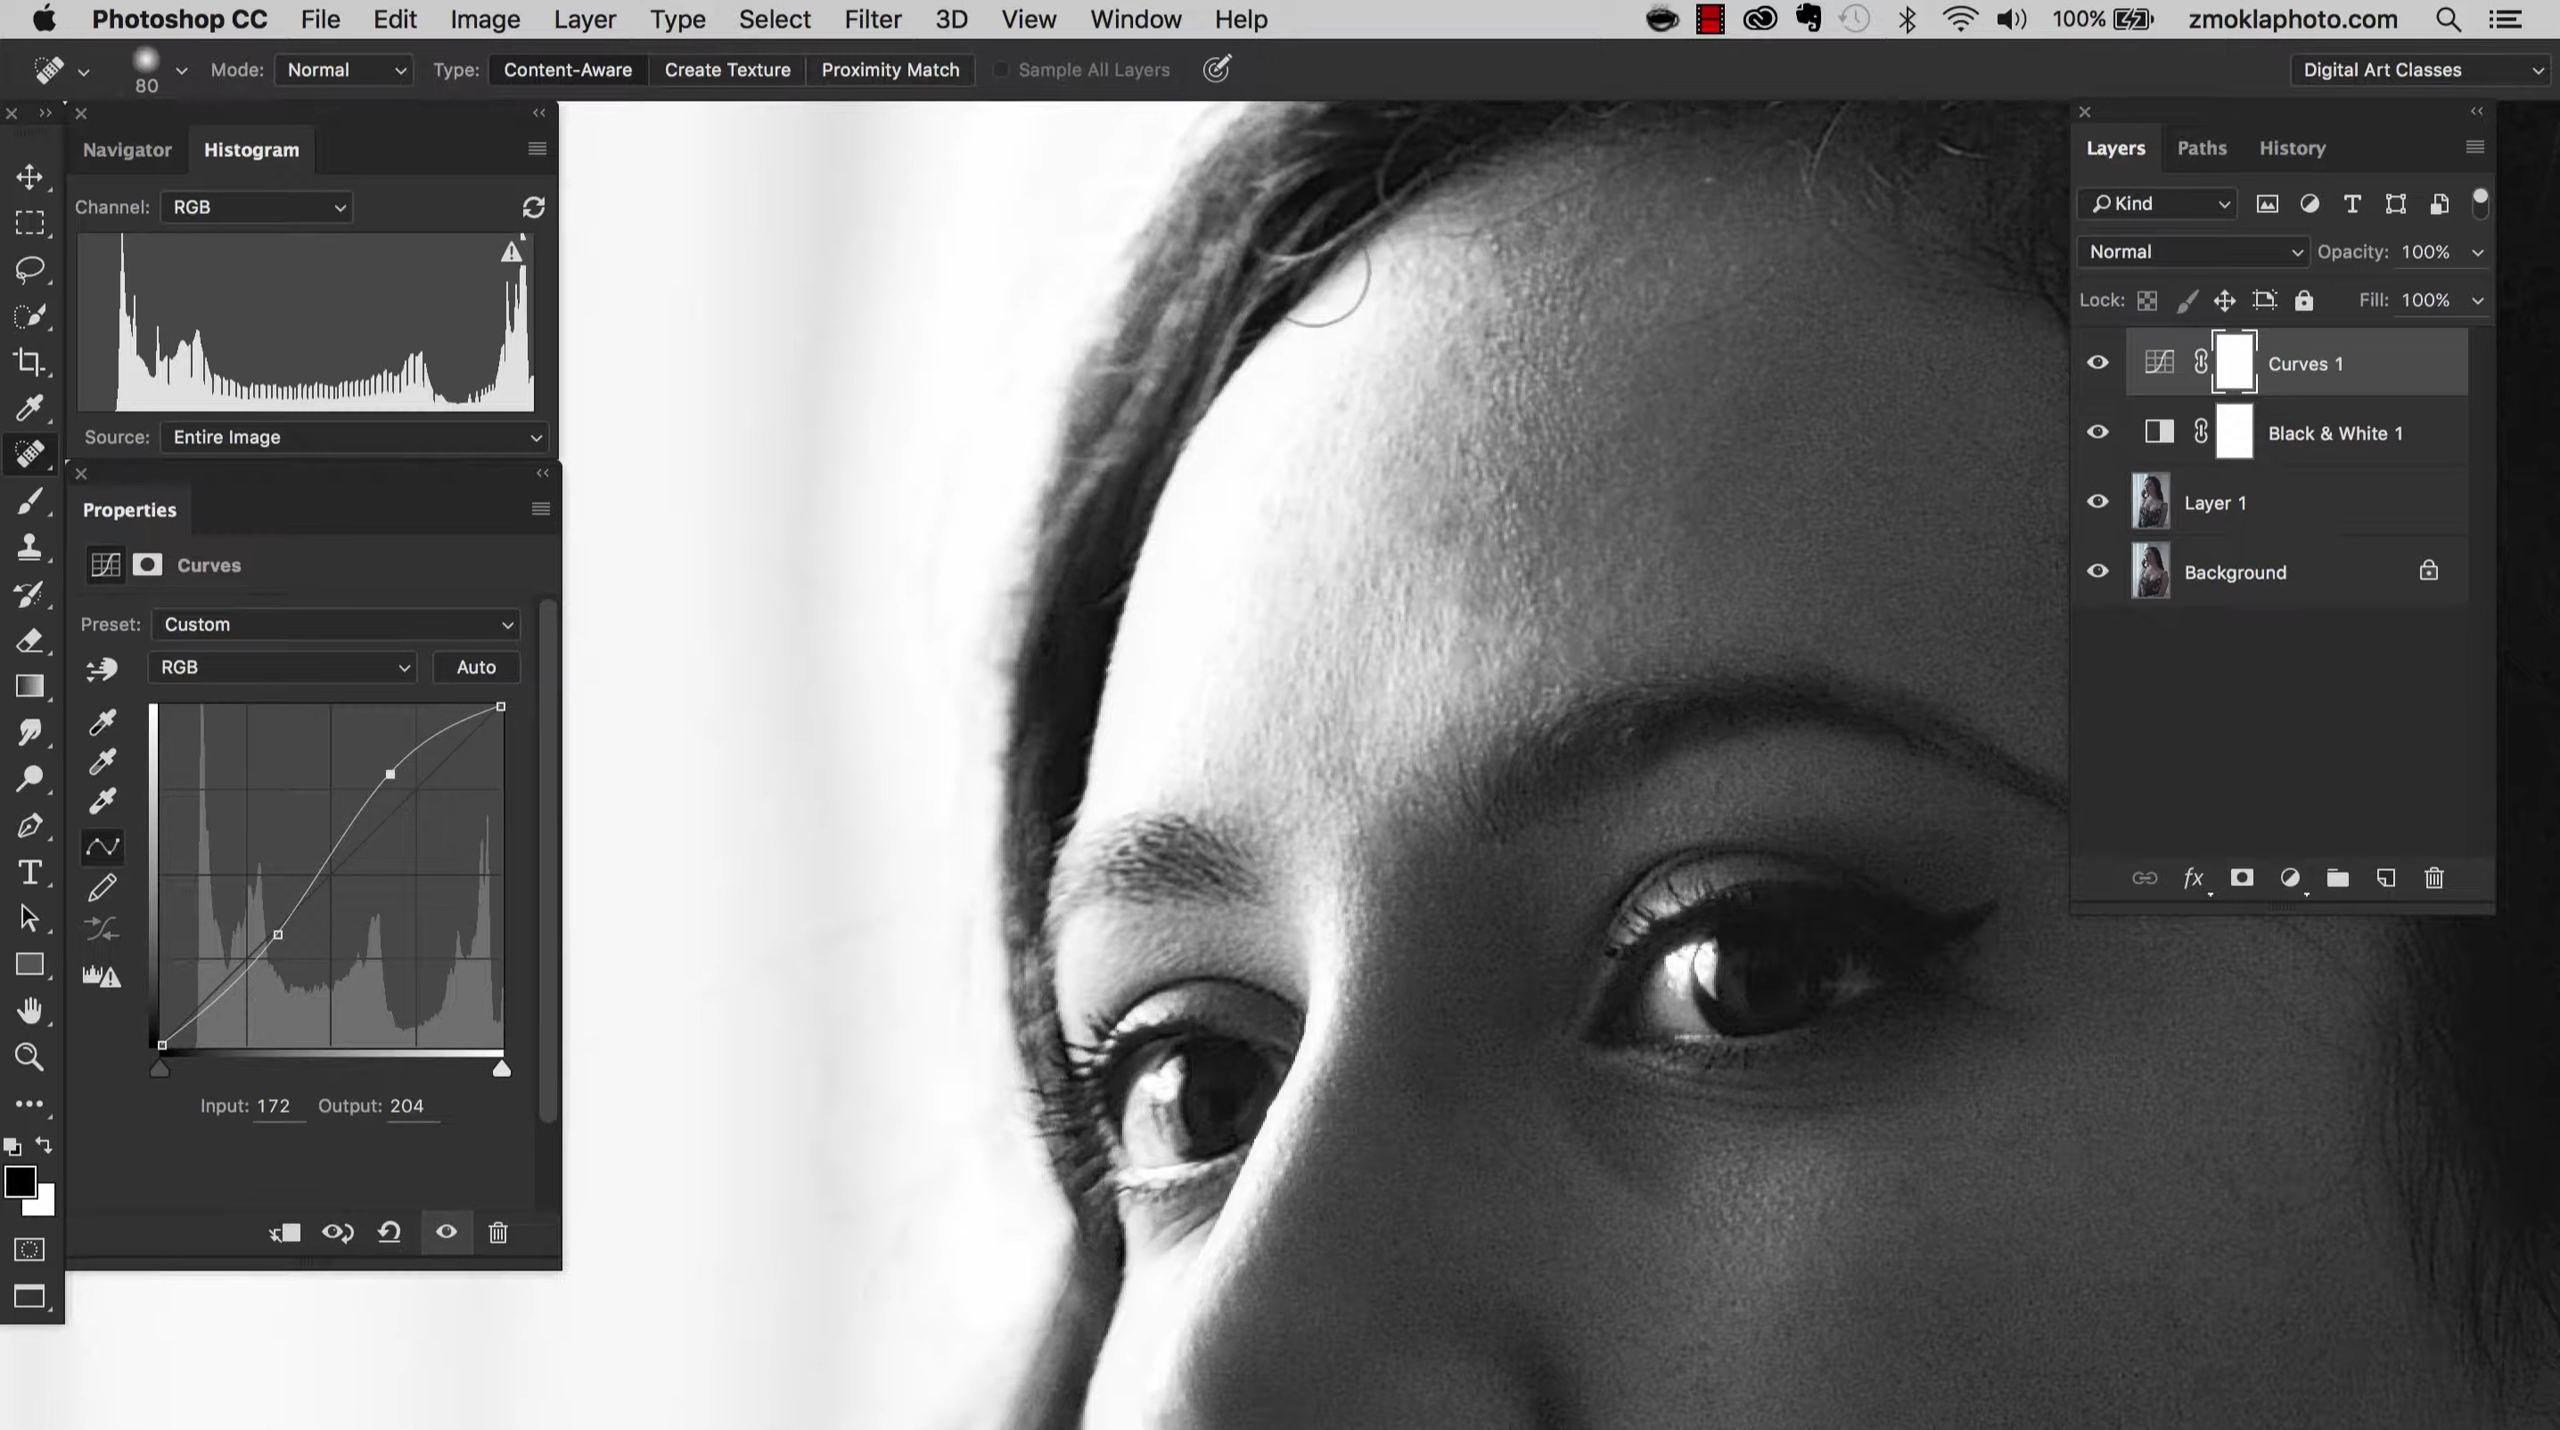 Photoshop CC File Edit Image Layer Type Select Filter 3D View Window Help 100% zmoklaphoto.com
80 Mode: Normal Type: Content-Aware Create Texture Proximity Match Sample All Layers Digital Art Classes
Navigator Histogram
Channel: RGB
Source: Entire Image
Properties
Curves
Preset: Custom
RGB Auto
Input: 172 Output: 204
Layers Paths History
Kind
Normal Opacity: 100%
Lock: Fill: 100%
Curves 1
Black & White 1
Layer 1
Background
fx